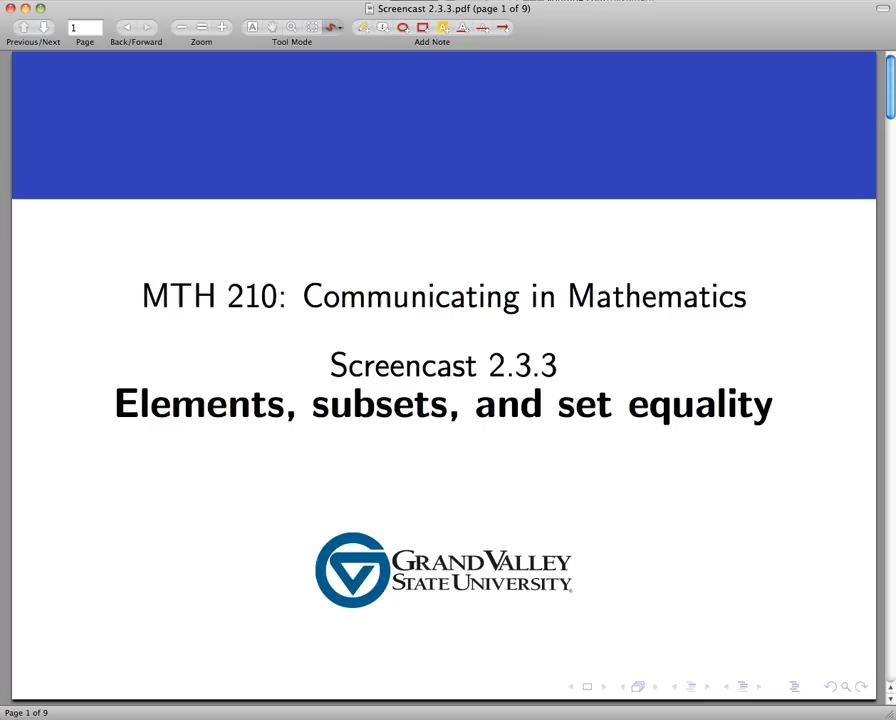 Screencast 2.3.3.pdf (page 1 of 9)
1
Previous/Next
Page
Back/Forward
Zoom
Tool Mode
Add Note
MTH 210: Communicating in Mathematics
Screencast 2.3.3
Elements, subsets, and set equality
GRAND VALLEY
STATE UNIVERSITY.
Page 1 of 9